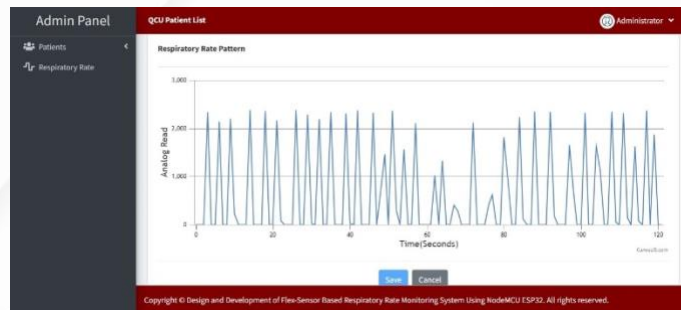 Admin Panel
QCU Patient List
Administrator
Patients
Respiratory Rate
Respiratory Rate Pattern
3,000
2,000
1,000
0
Analog Read
0 20 40 60 80 100 120
Time(Seconds)
CanvasJS.com
Save Cancel
Copyright © Design and Development of Flex-Sensor Based Respiratory Rate Monitoring System Using NodeMCU ESP32. All rights reserved.